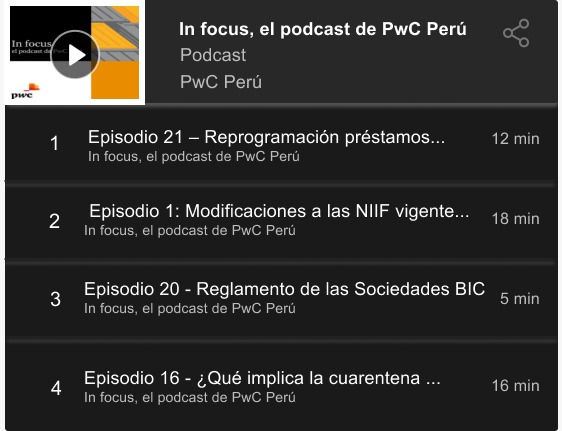 In focus, el podcast de PwC Perú
Podcast
PwC Perú
In focus
el podcast de PwC
pwc
1
Episodio 21 – Reprogramación préstamos...
12 min
In focus, el podcast de PwC Perú
2
Episodio 1: Modificaciones a las NIIF vigente...
18 min
In focus, el podcast de PwC Perú
3
Episodio 20 - Reglamento de las Sociedades BIC
5 min
In focus, el podcast de PwC Perú
4
Episodio 16 - ¿Qué implica la cuarentena ...
16 min
In focus, el podcast de PwC Perú